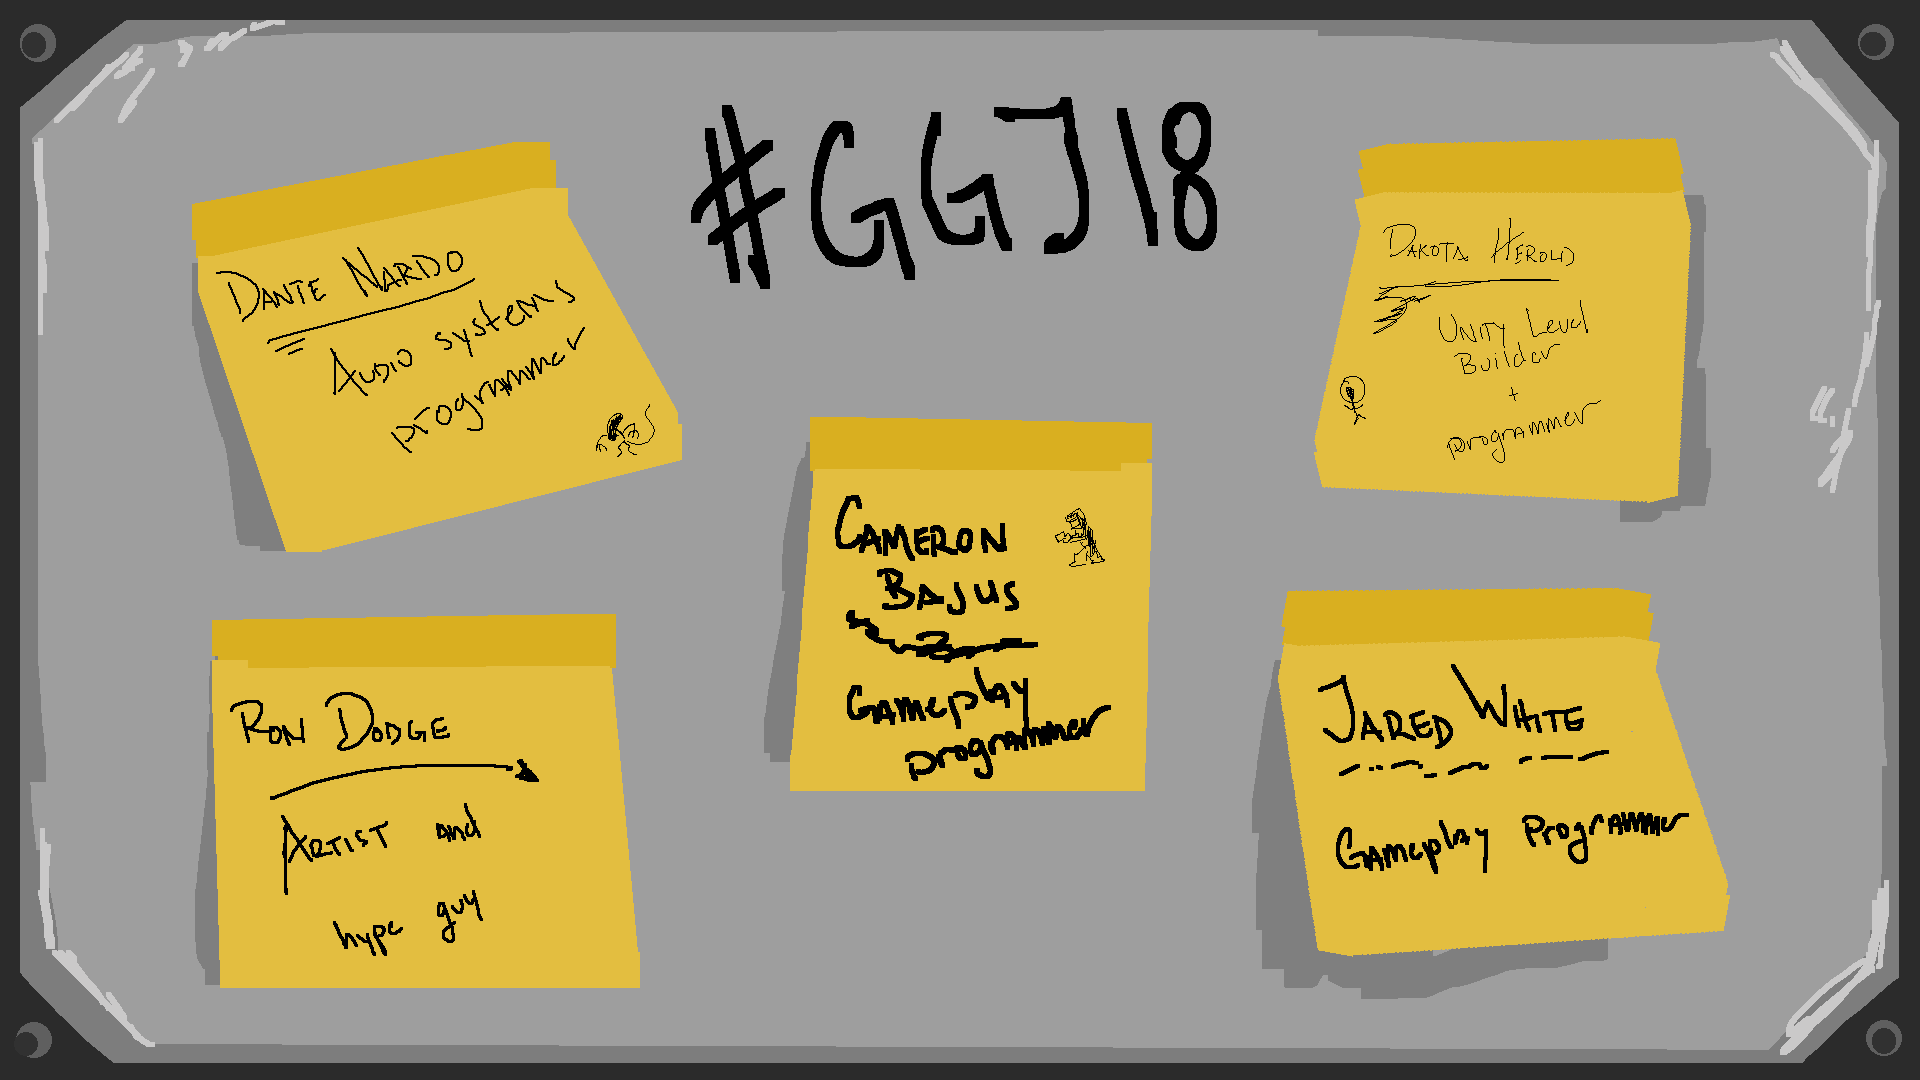 #GGJ18
DANTE NARDO
AUDIO systems
programmer
DAKOTA HEROLD
UNITY Level
Builder
+
programmer
CAMERON
BAJUS
Gameplay
programmer
RON DODGE
ARTIST and
hype guy
JARED WHITE
Gameplay Programmer